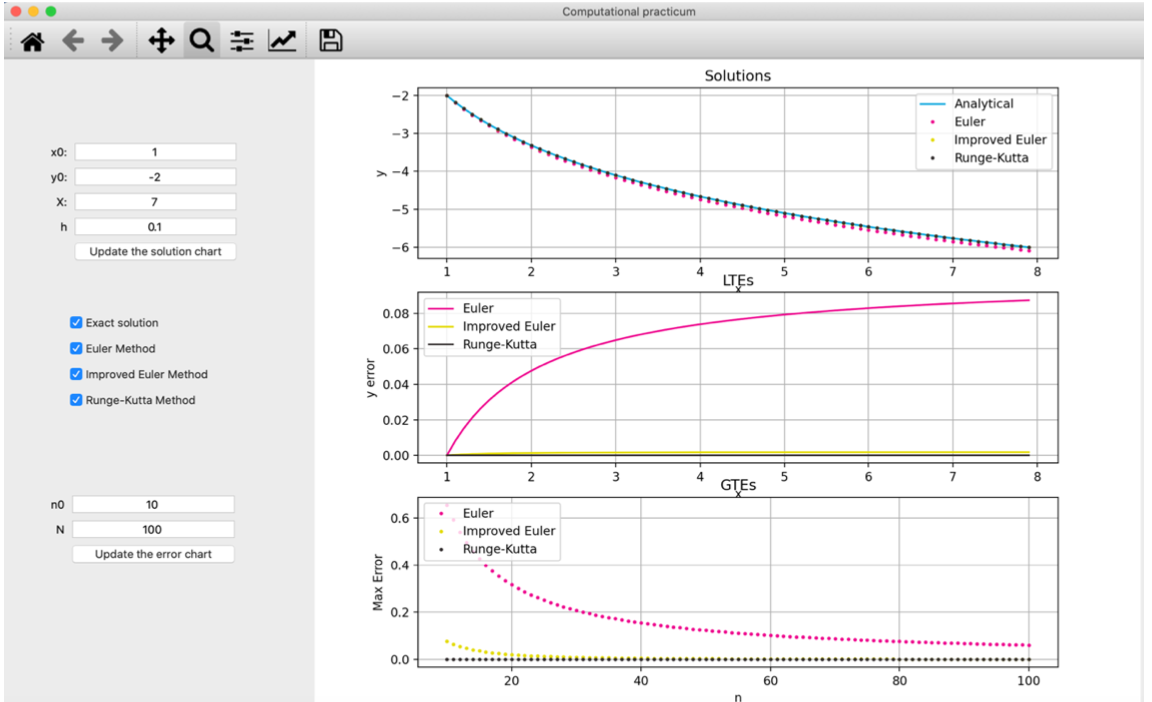 Computational practicum
x0: 1
y0: -2
X: 7
h 0.1
Update the solution chart
Exact solution
Euler Method
Improved Euler Method
Runge-Kutta Method
n0 10
N 100
Update the error chart
Solutions
Analytical
Euler
Improved Euler
Runge-Kutta
y
−2
−3
−4
−5
−6
1 2 3 4 5 6 7 8
x
LTEs
Euler
Improved Euler
Runge-Kutta
y error
0.08
0.06
0.04
0.02
0.00
1 2 3 4 5 6 7 8
x
GTEs
Euler
Improved Euler
Runge-Kutta
Max Error
0.6
0.4
0.2
0.0
20 40 60 80 100
n